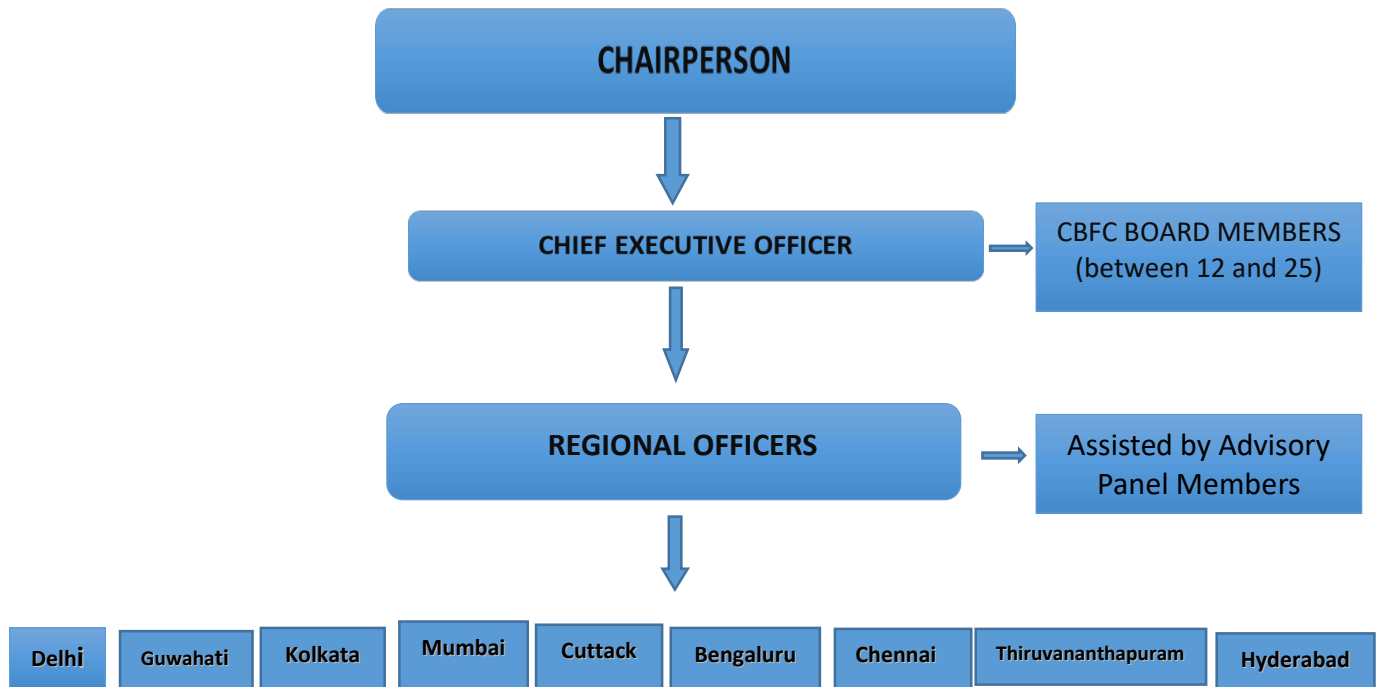 CHAIRPERSON
CHIEF EXECUTIVE OFFICER
CBFC BOARD MEMBERS
(between 12 and 25)
REGIONAL OFFICERS
Assisted by Advisory
Panel Members
Delhi
Guwahati
Kolkata
Mumbai
Cuttack
Bengaluru
Chennai
Thiruvananthapuram
Hyderabad